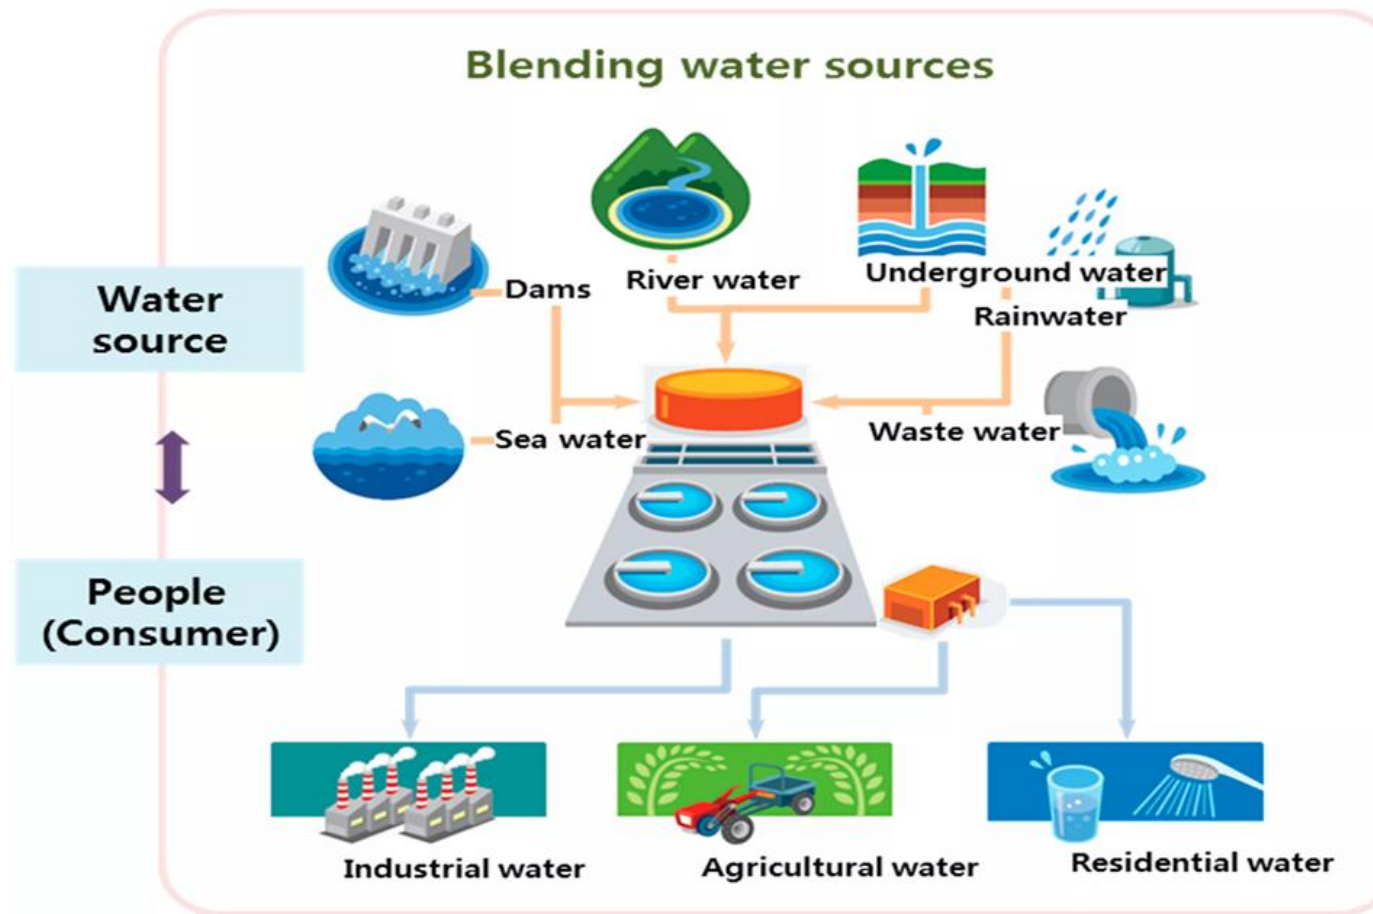 Blending water sources
Dams
River water
Underground water
Rainwater
Water
source
Sea water
Waste water
People
(Consumer)
Industrial water
Agricultural water
Residential water